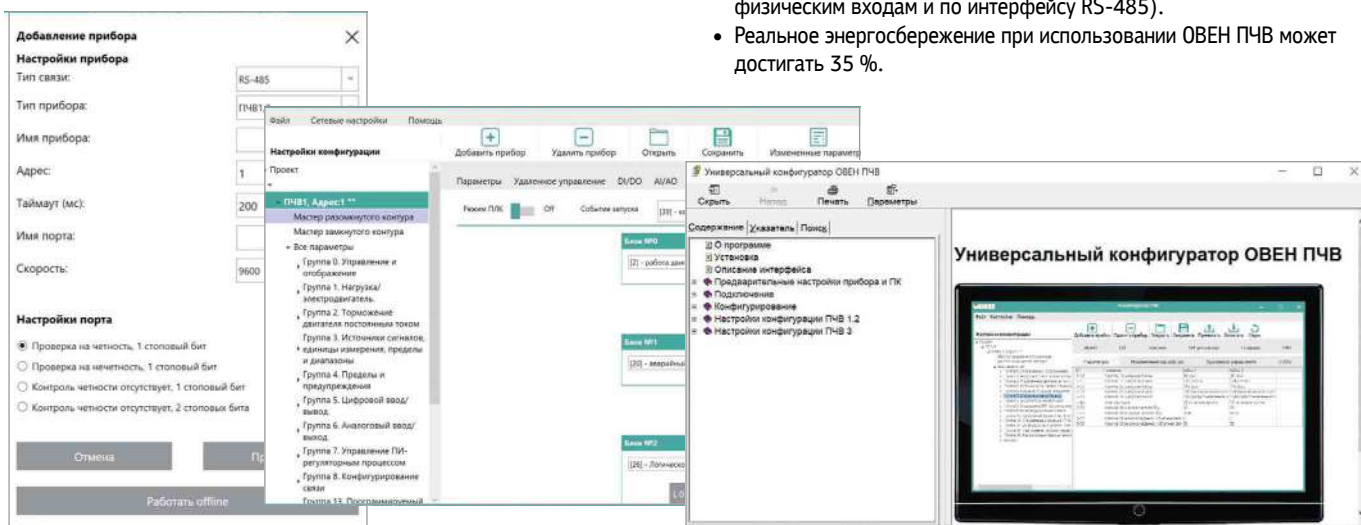 физическим входам и по интерфейсу RS-485).
• Реальное энергосбережение при использовании ОВЕН ПЧВ может
достигать 35 %.
Добавление прибора
Настройки прибора
Тип связи: RS-485
Тип прибора: ПЧВ1
Имя прибора:
Адрес: 1
Таймаут (мс): 200
Имя порта:
Скорость: 9600
Настройки порта
Проверка на четность, 1 стоповый бит
Проверка на нечетность, 1 стоповый бит
Контроль четности отсутствует, 1 стоповый бит
Контроль четности отсутствует, 2 стоповых бита
Отмена
Работать offline
Файл Сетевые настройки Помощь
Настройки конфигурации
Добавить прибор Удалить прибор Открыть Сохранить Измененные параметр
Проект
ПЧВ1, Адрес:1 **
Мастер разомкнутого контура
Мастер замкнутого контура
Все параметры
Группа 0. Управление и
отображение
Группа 1. Нагрузка/
электродвигатель.
Группа 2. Торможение
двигателя постоянным током
Группа 3. Источники сигналов,
единицы измерения, пределы
и диапазоны
Группа 4. Пределы и
предупреждения
Группа 5. Цифровой ввод/
вывод.
Группа 6. Аналоговый ввод/
выход.
Группа 7. Управление ПИ-
регуляторным процессом
Группа 8. Конфигурирование
связи
Группа 13. Программируемый
Параметры Удаленное управление DI/DO AI/AO
Режим ПЛК Off Событие запуска [39] -
Блок №0
[2] - работа
Блок №1
[20] -
Блок №2
[26] -
Универсальный конфигуратор ОВЕН ПЧВ
Скрыть Назад Печать Параметры
Содержание Указатель Поиск
О программе
Установка
Описание интерфейса
Предварительные настройки прибора и ПК
Подключение
Конфигурирование
Настройки конфигурации ПЧВ 1.2
Настройки конфигурации ПЧВ 3
Универсальный конфигуратор ОВЕН ПЧВ